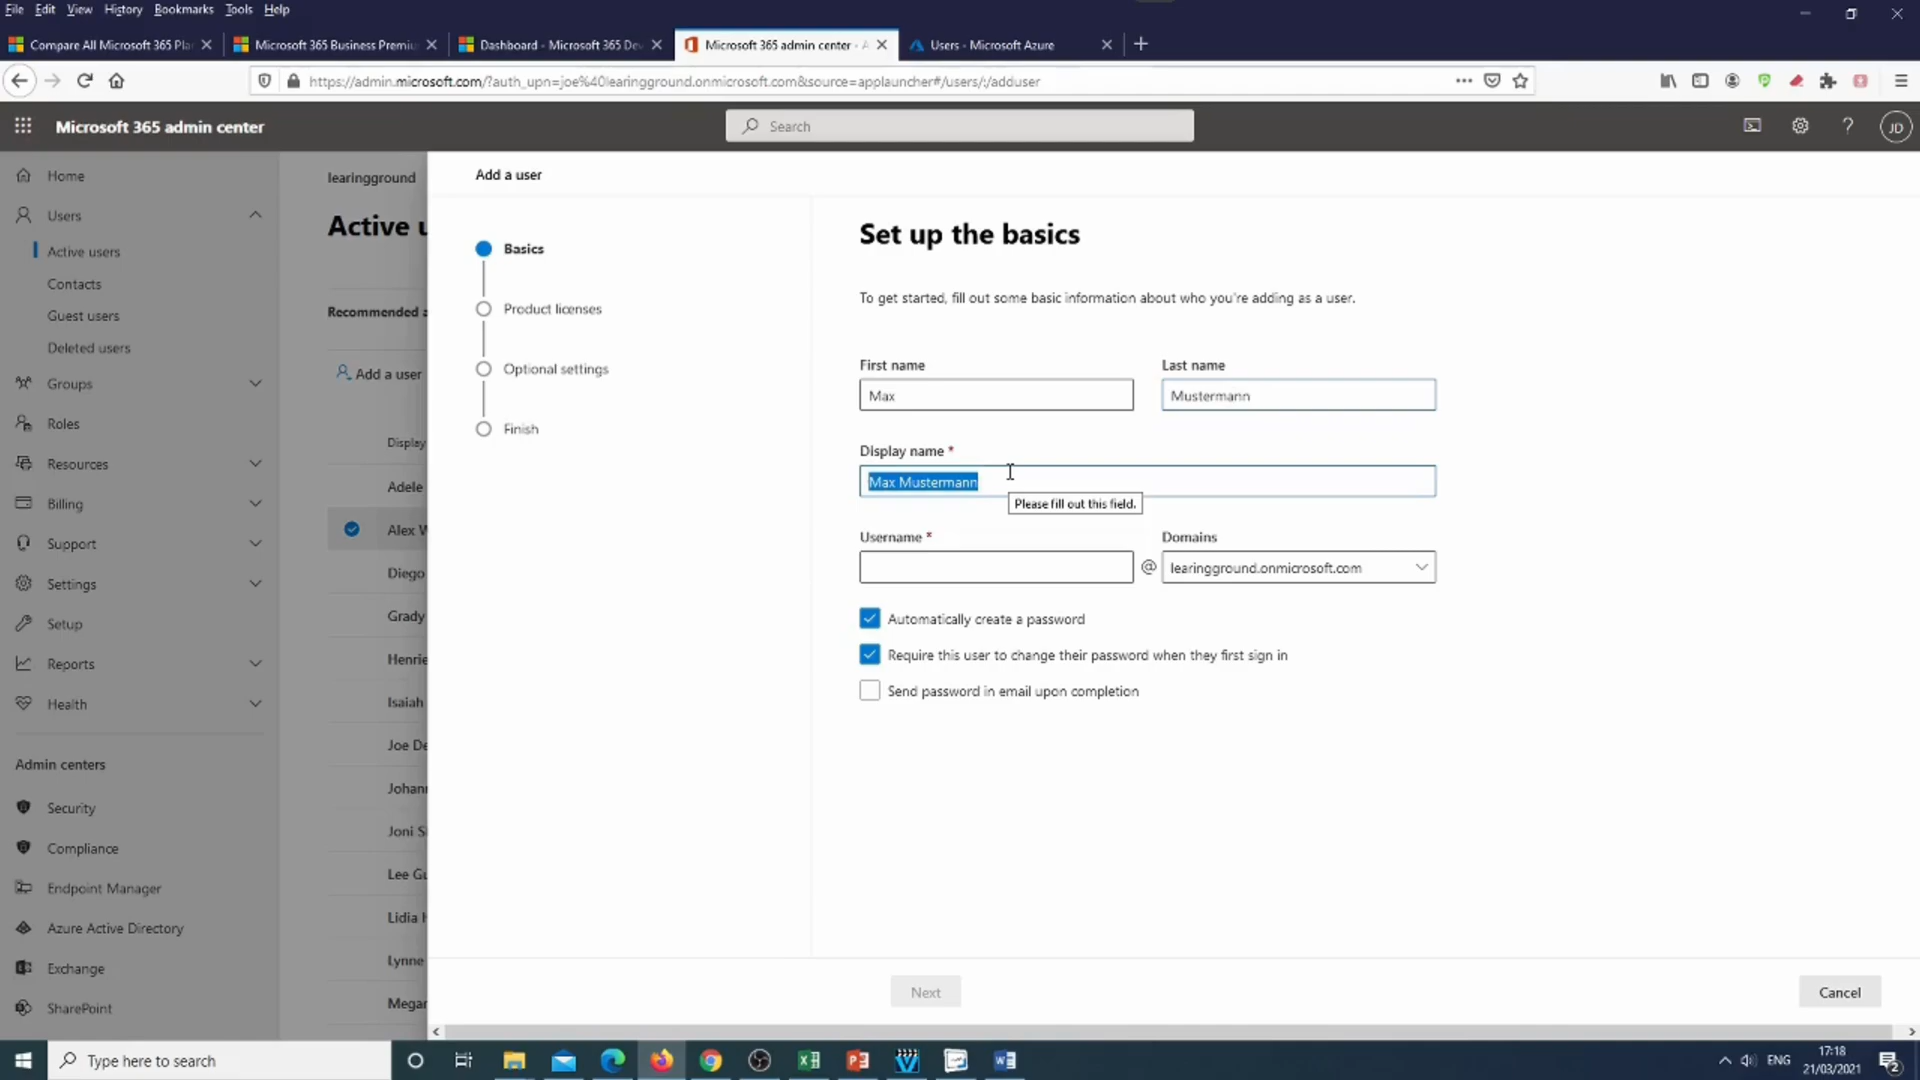 File Edit View History Bookmarks Tools Help
Compare All Microsoft 365 Pla
Microsoft 365 Business Premiu
Dashboard - Microsoft 365 De
Microsoft 365 admin center - A
Users - Microsoft Azure
https://admin.microsoft.com/?auth_upn=joe%40learingground.onmicrosoft.com&source=applauncher#/users/:/adduser
Microsoft 365 admin center
Search
JD
Home
Users
Active users
Contacts
Guest users
Deleted users
Groups
Roles
Resources
Billing
Support
Settings
Setup
Reports
Health
Admin centers
Security
Compliance
Endpoint Manager
Azure Active Directory
Exchange
SharePoint
learingground
Active u
Recommended a
Add a user
Display
Adele
Alex W
Diego
Grady
Henrie
Isaiah
Joe De
Johann
Joni S
Lee Gu
Lidia H
Lynne
Megan
Add a user
Basics
Product licenses
Optional settings
Finish
Set up the basics
To get started, fill out some basic information about who you're adding as a user.
First name
Last name
Max
Mustermann
Display name *
Max Mustermann
Please fill out this field.
Username *
Domains
@
learingground.onmicrosoft.com
Automatically create a password
Require this user to change their password when they first sign in
Send password in email upon completion
Next
Cancel
Type here to search
ENG
17:18
21/03/2021
2